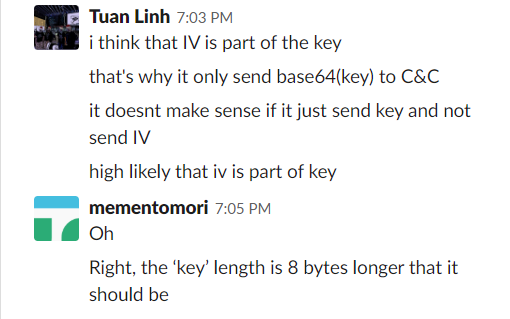 Tuan Linh 7:03 PM
i think that IV is part of the key
that's why it only send base64(key) to C&C
it doesnt make sense if it just send key and not
send IV
high likely that iv is part of key
mementomori 7:05 PM
Oh
Right, the ‘key’ length is 8 bytes longer that it
should be